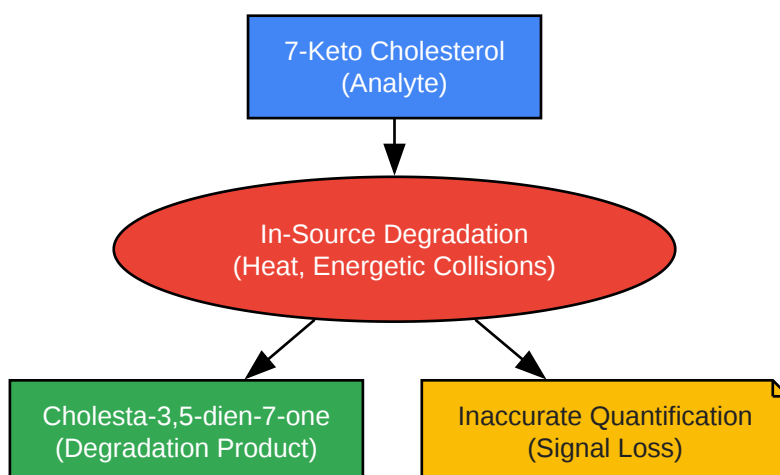 7-Keto Cholesterol
(Analyte)
In-Source Degradation
(Heat, Energetic Collisions)
Cholesta-3,5-dien-7-one
(Degradation Product)
Inaccurate Quantification
(Signal Loss)